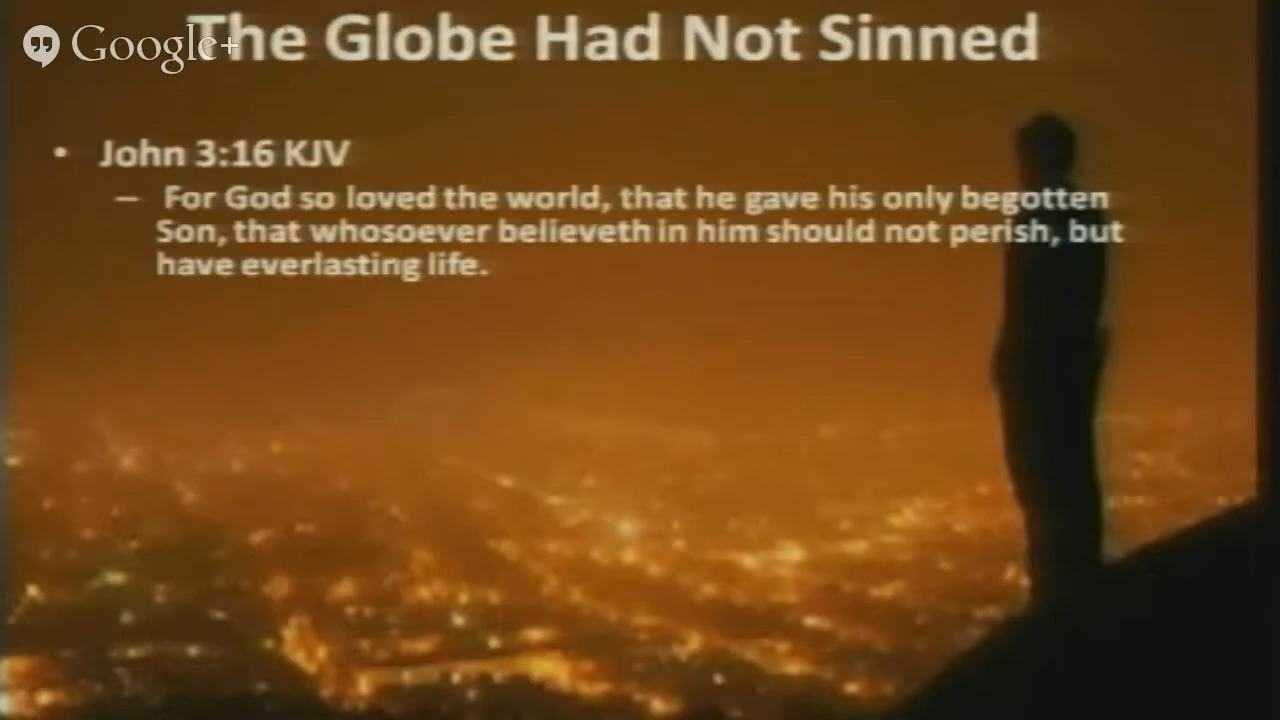 The Globe Had Not Sinned
Google+
• John 3:16 KJV
– For God so loved the world, that he gave his only begotten
Son, that whosoever believeth in him should not perish, but
have everlasting life.